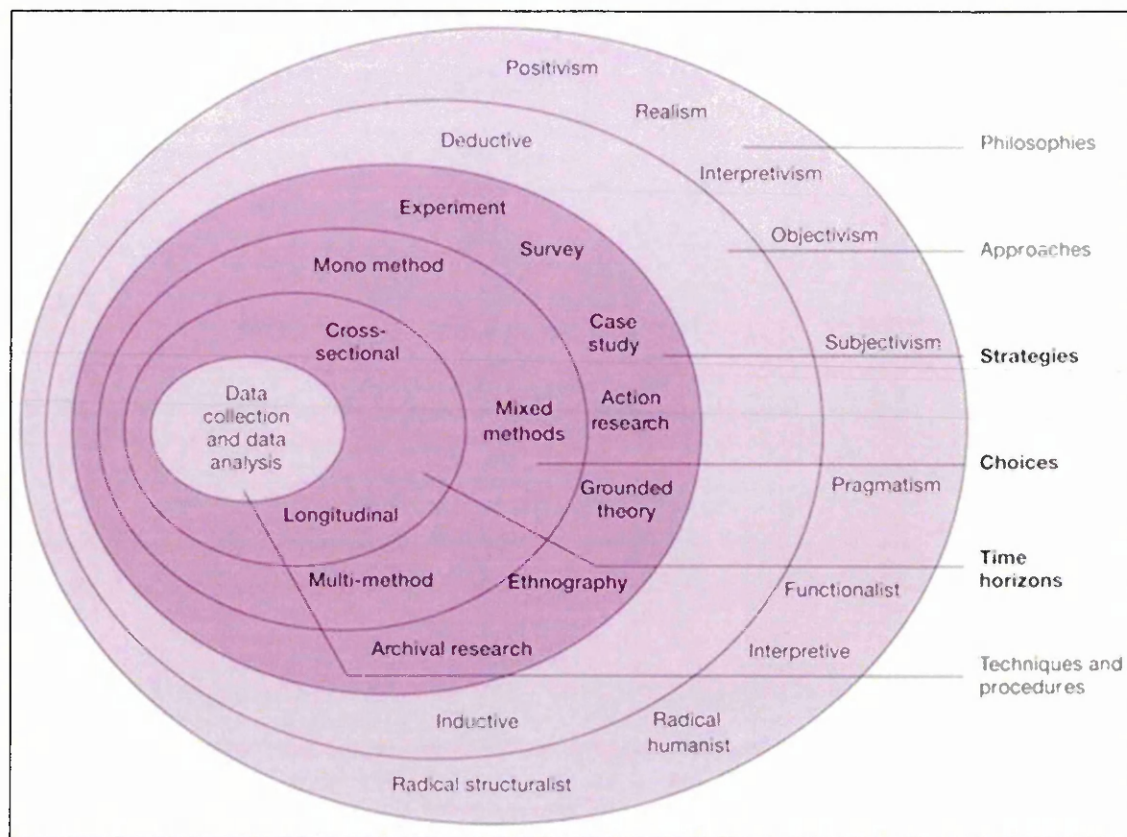 Positivism
Realism
Philosophies
Deductive
Interpretivism
Experiment
Objectivism
Survey
Approaches
Mono method
Case
study
Cross-
sectional
Subjectivism
Strategies
Data
collection
and data
analysis
Mixed
methods
Action
research
Choices
Pragmatism
Grounded
theory
Longitudinal
Time
horizons
Multi-method
Ethnography
Functionalist
Archival research
Interpretive
Techniques and
procedures
Inductive
Radical
humanist
Radical structuralist